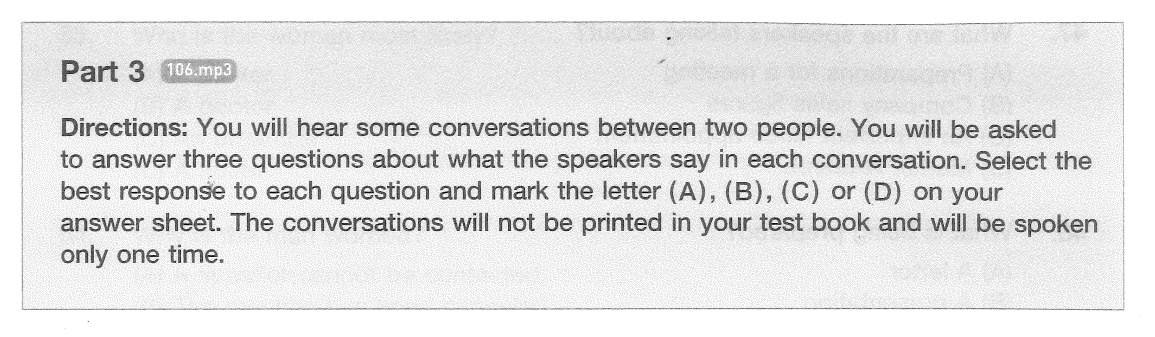 Part 3 106.mp3
Directions: You will hear some conversations between two people. You will be asked
to answer three questions about what the speakers say in each conversation. Select the
best response to each question and mark the letter (A), (B), (C) or (D) on your
answer sheet. The conversations will not be printed in your test book and will be spoken
only one time.